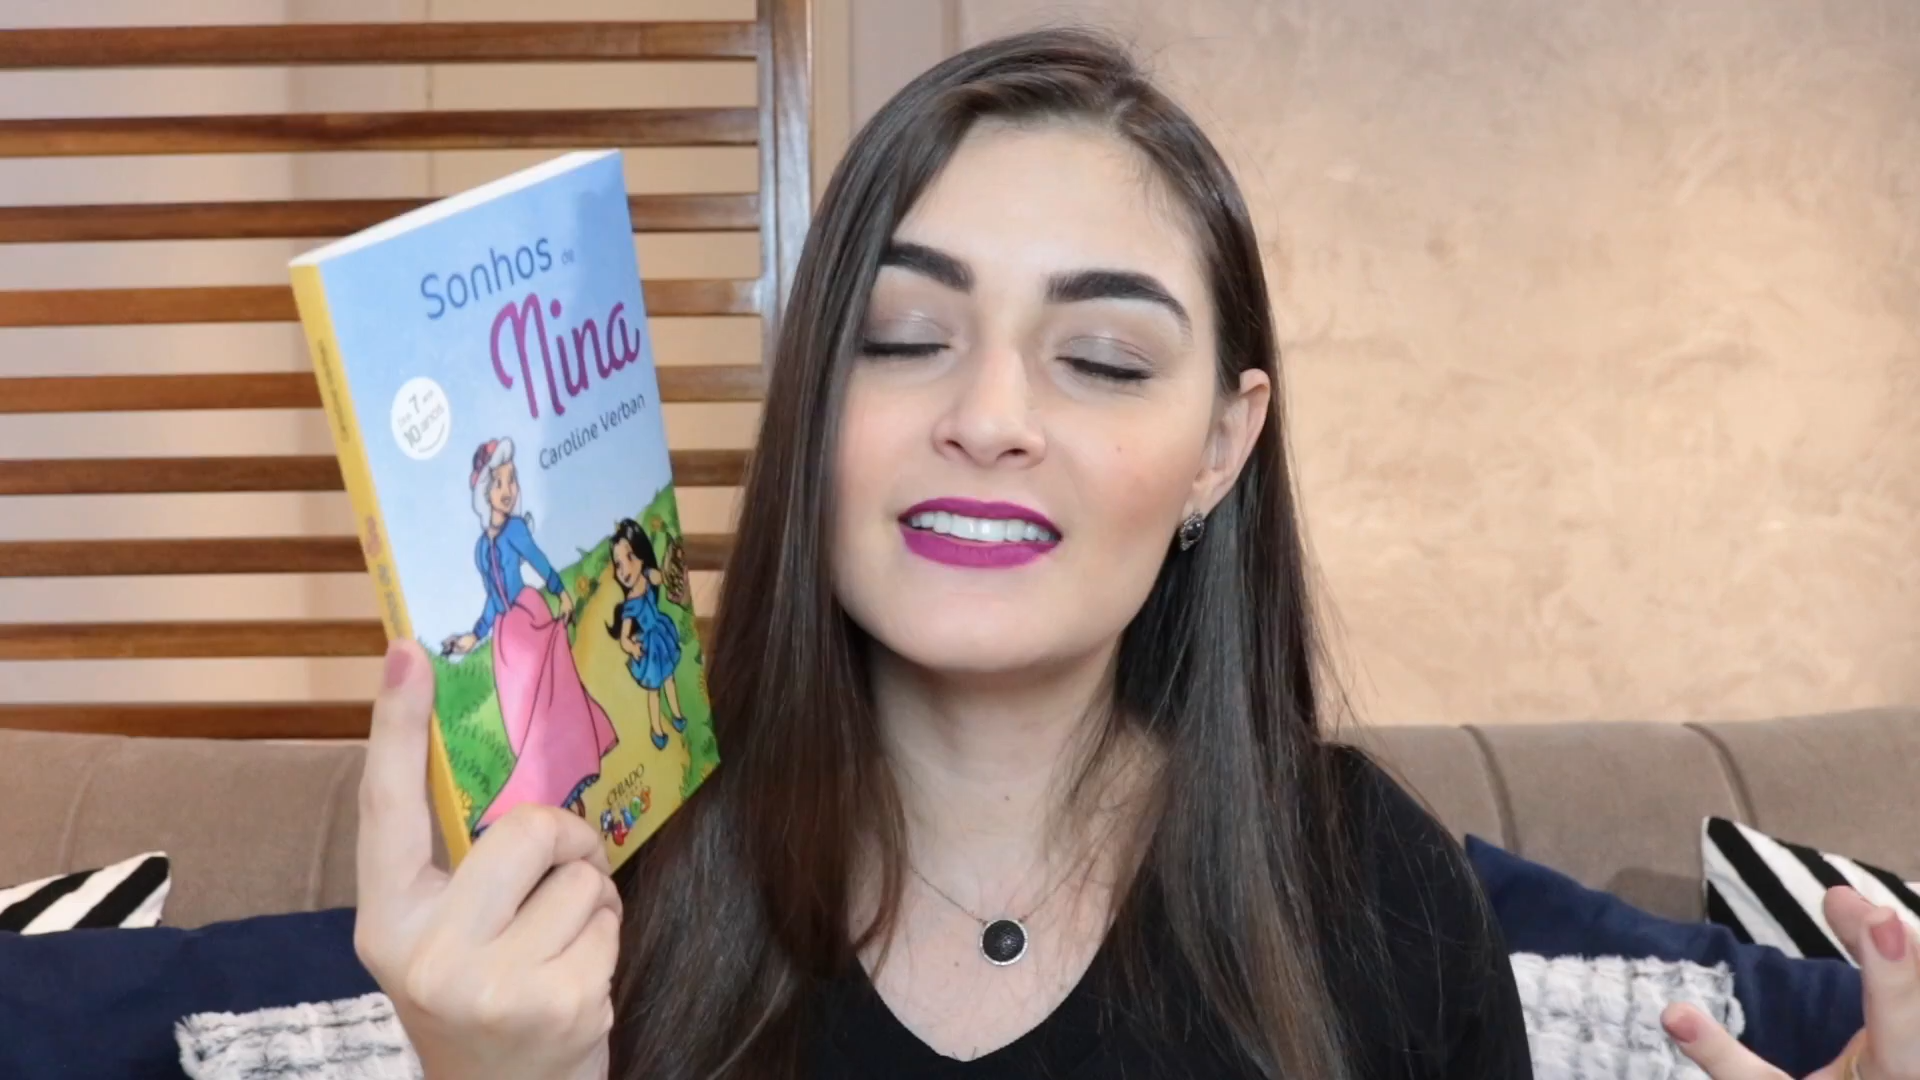 Sonhos de
Nina
Caroline Verban
Dos 7 aos
10 anos
CHIADO